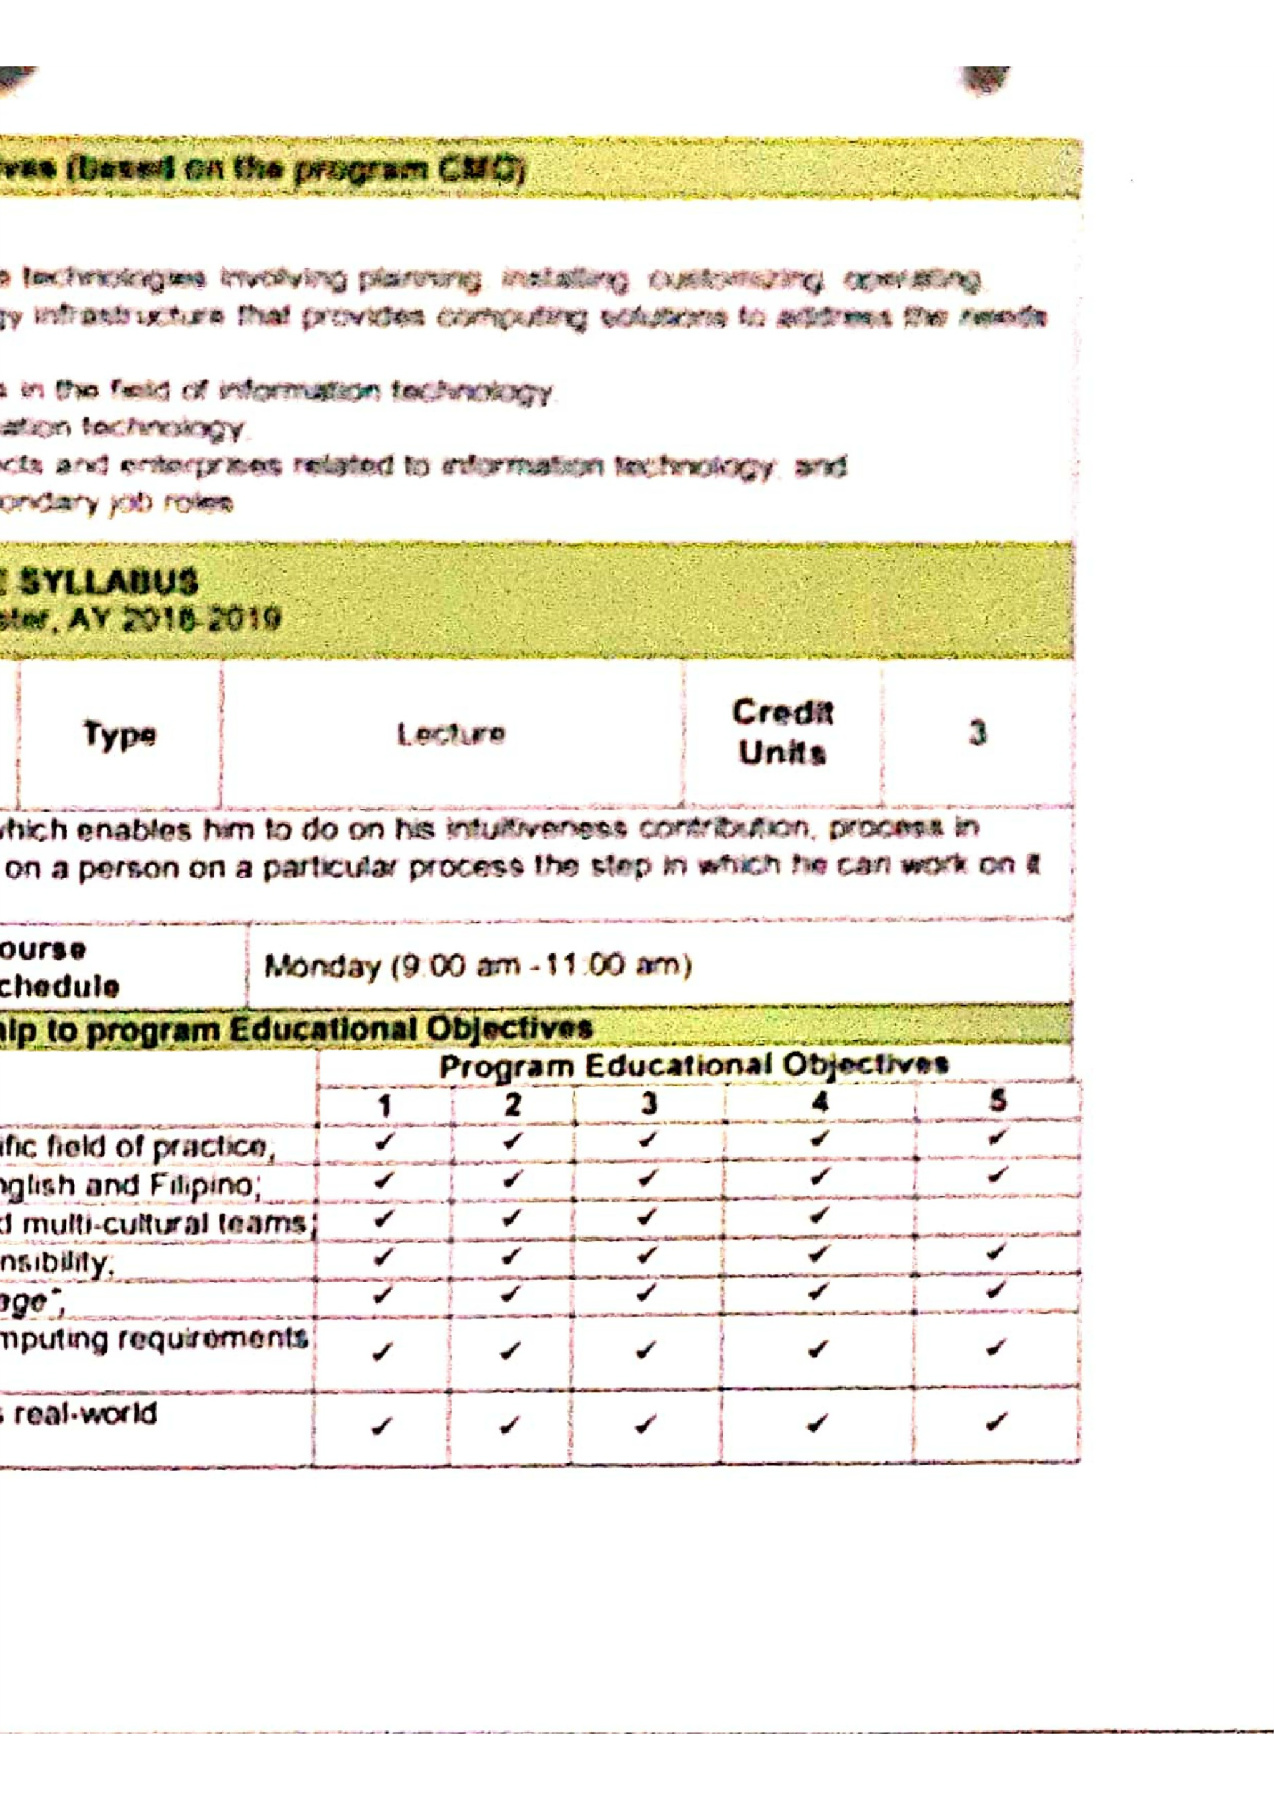 (based on the program CMO)
technologies involving planning, installing, customizing, operating,
gy infrastructure that provides computing solutions to address the needs
s in the field of information technology
ation technology
cts and enterprises related to information technology, and
ondary job roles
SYLLABUS
ster, AY 2018-2019
Type Lecture Credit Units 3
which enables him to do on his intuitiveness contribution, process in
on a person on a particular process the step in which he can work on it
ourse
chedule
Monday (9:00 am -11:00 am)
hip to program Educational Objectives
Program Educational Objectives
1 2 3 4 5
ific field of practice; ✓ ✓ ✓ ✓ ✓
nglish and Filipino; ✓ ✓ ✓ ✓ ✓
d multi-cultural teams; ✓ ✓ ✓ ✓
nsibility; ✓ ✓ ✓ ✓ ✓
age"; ✓ ✓ ✓ ✓ ✓
mputing requirements ✓ ✓ ✓ ✓ ✓
s real-world ✓ ✓ ✓ ✓ ✓